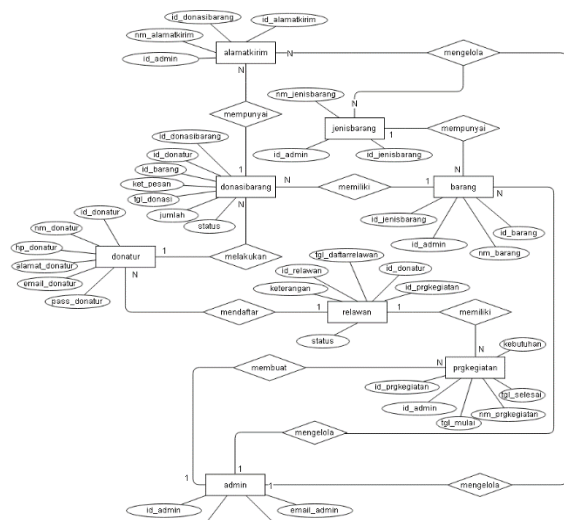 id_donasibarang
id_alamatkirim
nm_alamatkirim
id_admin
alamatkirim
N
N
mengelola
nm_jenisbarang
N
mempunyai
jenisbarang
1
mempunyai
id_admin
id_jenisbarang
id_donasibarang
id_donatur
id_barang
ket_pesan
tgl_donasi
jumlah
status
1
donasibarang
N
N
memiliki
1
N
barang
N
id_jenisbarang
id_admin
nm_barang
id_barang
id_donatur
nm_donatur
hp_donatur
alamat_donatur
email_donatur
pass_donatur
donatur
1
N
melakukan
tgl_daftarrelawan
id_relawan
keterangan
id_donatur
id_prgkegiatan
mendaftar
1
relawan
1
memiliki
status
N
kebutuhan
membuat
N
prgkegiatan
id_prgkegiatan
id_admin
tgl_mulai
nm_prgkegiatan
tgl_selesai
mengelola
1
1
admin
1
mengelola
id_admin
email_admin